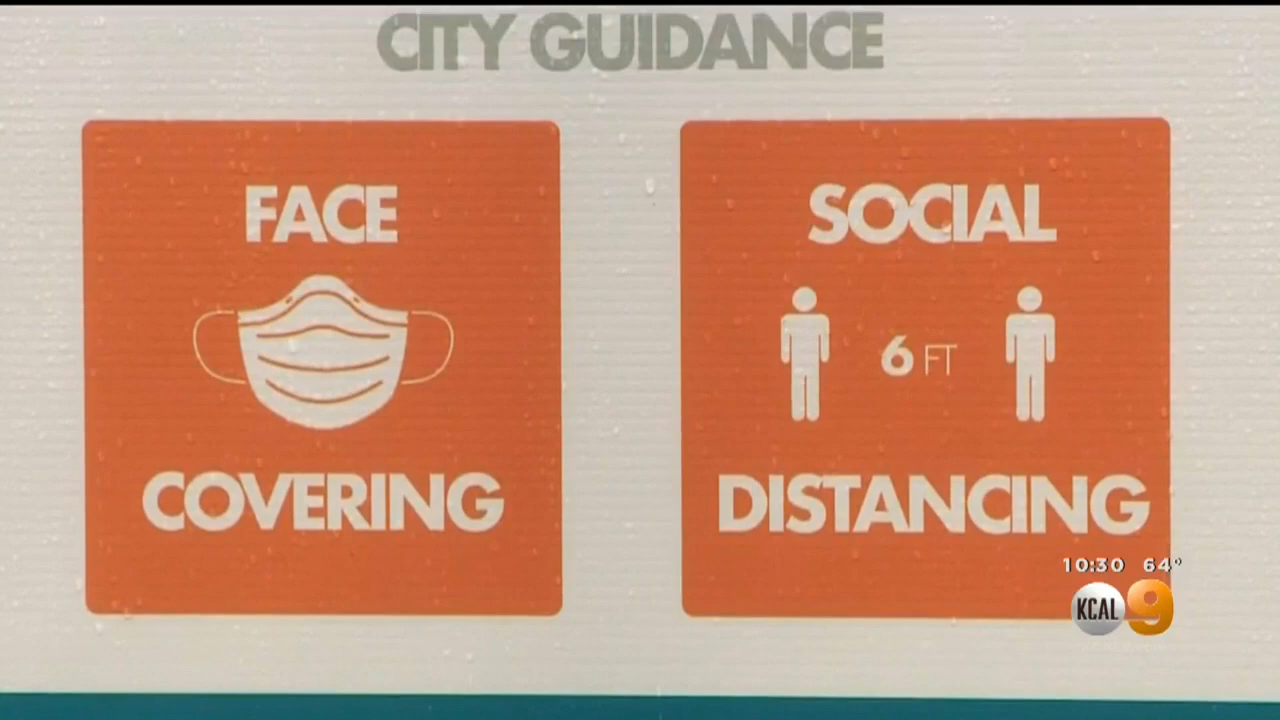 CITY GUIDANCE
FACE
COVERING
SOCIAL
6 FT
DISTANCING
10:30 64°
KCAL 9